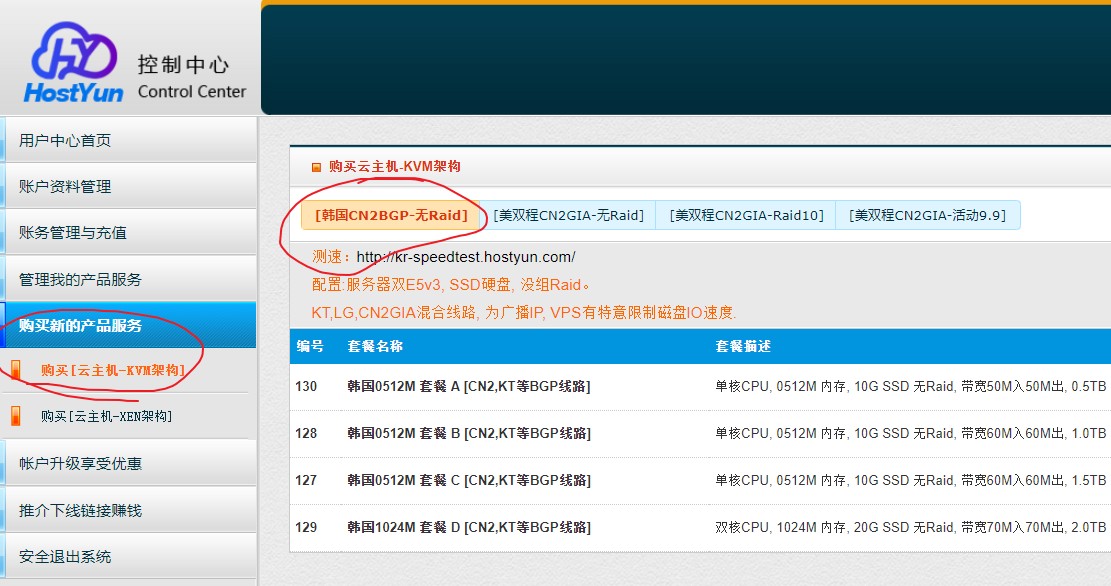 HostYun
控制中心
Control Center
用户中心首页
账户资料管理
账务管理与充值
管理我的产品服务
购买新的产品服务
购买[云主机-KVM架构]
购买[云主机-XEN架构]
帐户升级享受优惠
推介下线链接赚钱
安全退出系统
购买云主机-KVM架构
[韩国CN2BGP-无Raid] [美双程CN2GIA-无Raid] [美双程CN2GIA-Raid10] [美双程CN2GIA-活动9.9]
测速：http://kr-speedtest.hostyun.com/
配置:服务器双E5v3, SSD硬盘, 没组Raid。
KT,LG,CN2GIA混合线路, 为广播IP, VPS有特意限制磁盘IO速度.
编号 套餐名称 套餐描述
130 韩国0512M 套餐 A [CN2,KT等BGP线路] 单核CPU, 0512M 内存, 10G SSD 无Raid, 带宽50M入50M出, 0.5TB
128 韩国0512M 套餐 B [CN2,KT等BGP线路] 单核CPU, 0512M 内存, 10G SSD 无Raid, 带宽60M入60M出, 1.0TB
127 韩国0512M 套餐 C [CN2,KT等BGP线路] 单核CPU, 0512M 内存, 10G SSD 无Raid, 带宽60M入60M出, 1.5TB
129 韩国1024M 套餐 D [CN2,KT等BGP线路] 双核CPU, 1024M 内存, 20G SSD 无Raid, 带宽70M入70M出, 2.0TB